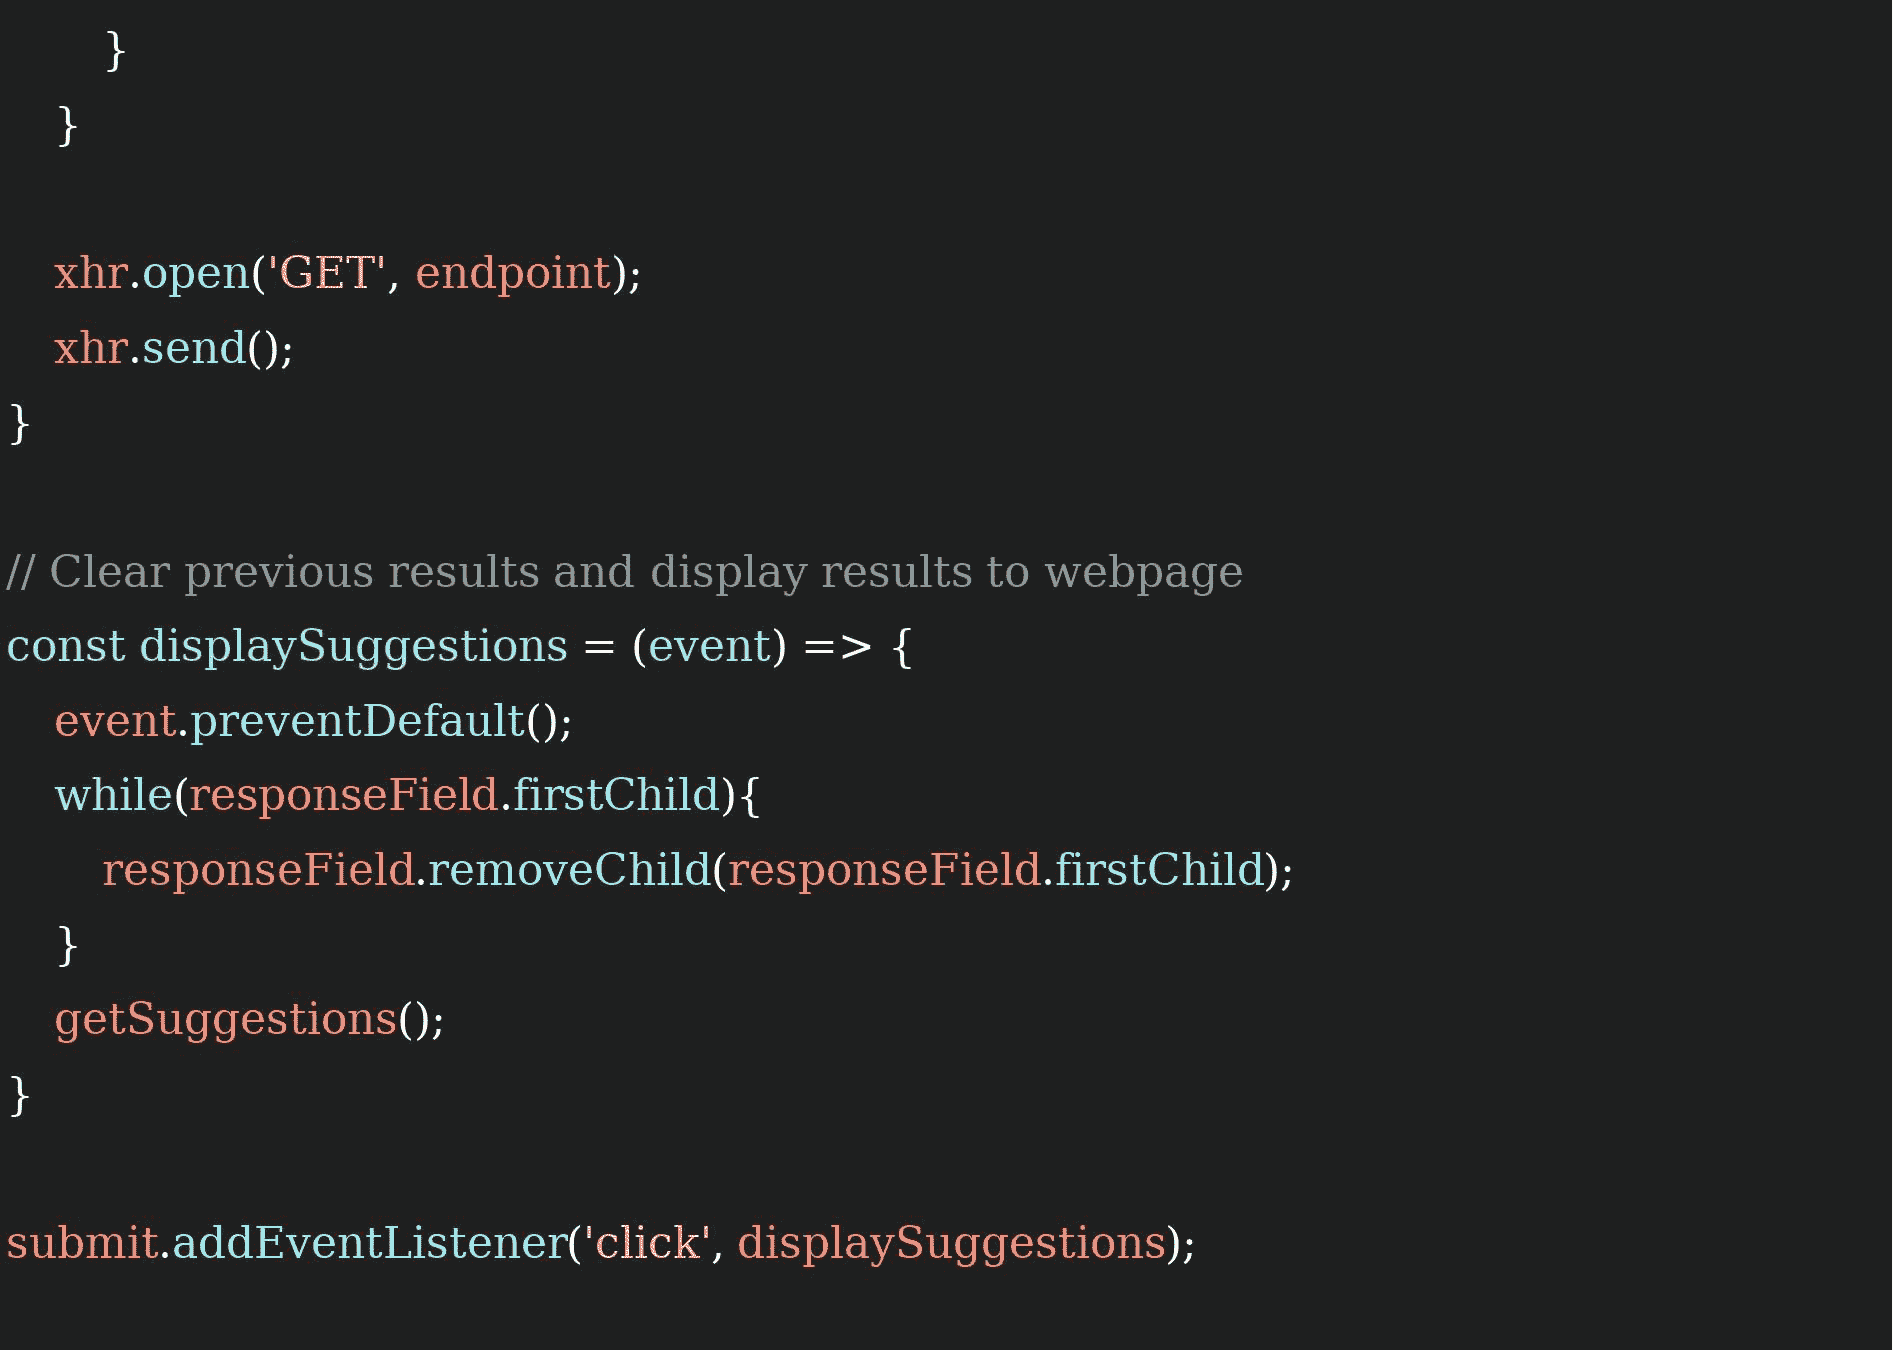 }
    }

    xhr.open('GET', endpoint);
    xhr.send();
}

// Clear previous results and display results to webpage
const displaySuggestions = (event) => {
    event.preventDefault();
    while(responseField.firstChild){
        responseField.removeChild(responseField.firstChild);
    }
    getSuggestions();
}

submit.addEventListener('click', displaySuggestions);